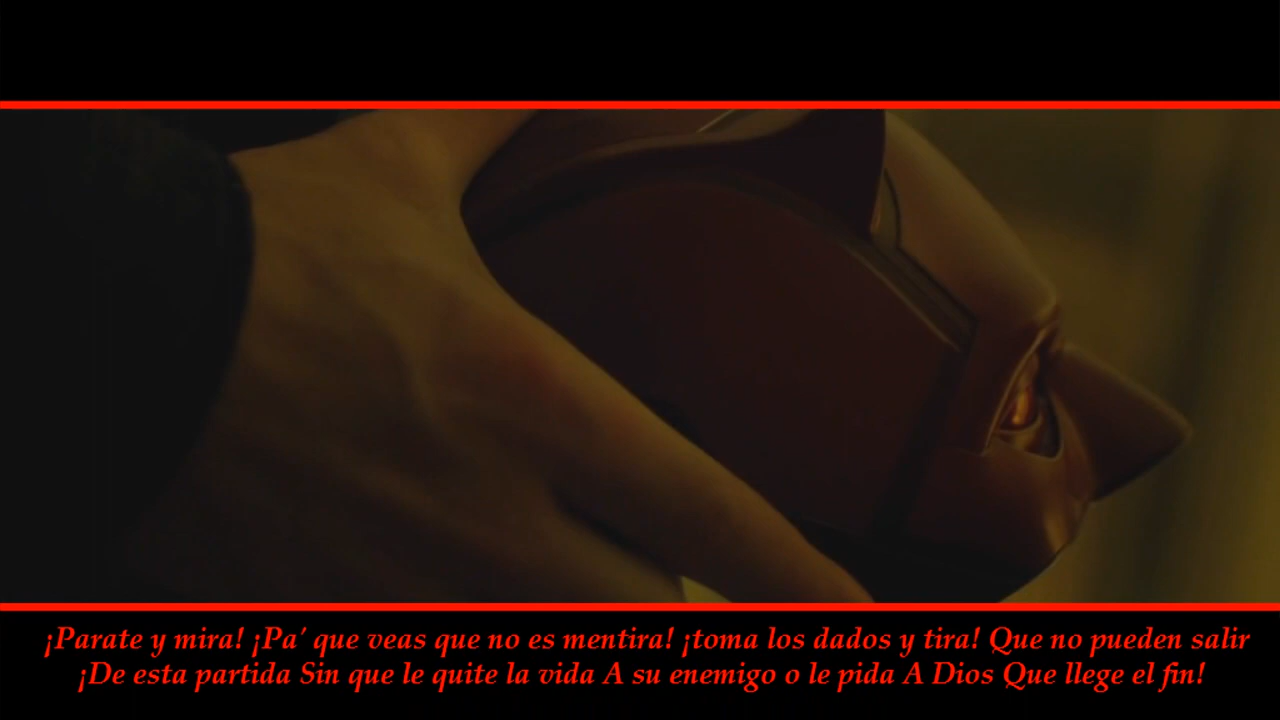 ¡Parate y mira! ¡Pa' que veas que no es mentira! ¡toma los dados y tira! Que no pueden salir
¡De esta partida Sin que le quite la vida A su enemigo o le pida A Dios Que llege el fin!